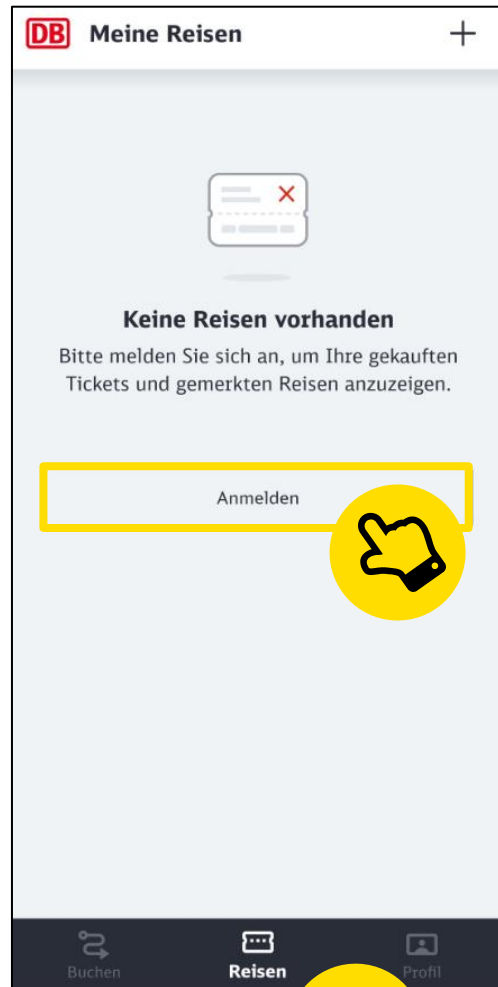 DB Meine Reisen
Keine Reisen vorhanden
Bitte melden Sie sich an, um Ihre gekauften
Tickets und gemerkten Reisen anzuzeigen.
Anmelden
Buchen Reisen Profil